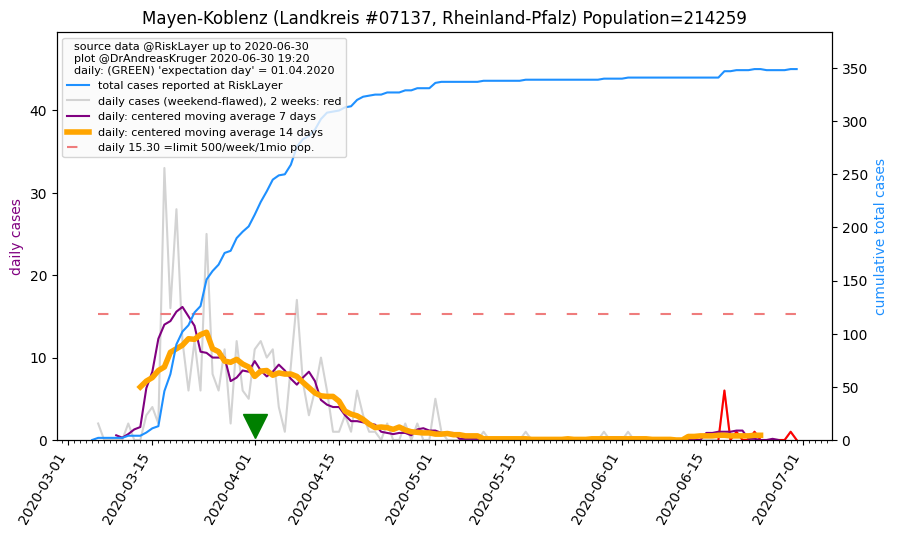 Mayen-Koblenz (Landkreis #07137, Rheinland-Pfalz) Population=214259
source data @RiskLayer up to 2020-06-30
plot @DrAndreasKruger 2020-06-30 19:20
daily: (GREEN) 'expectation day' = 01.04.2020
total cases reported at RiskLayer
daily cases (weekend-flawed), 2 weeks: red
daily: centered moving average 7 days
daily: centered moving average 14 days
daily 15.30 =limit 500/week/1mio pop.
daily cases
40
30
20
10
0
cumulative total cases
350
300
250
200
150
100
50
0
2020-03-01
2020-03-15
2020-04-01
2020-04-15
2020-05-01
2020-05-15
2020-06-01
2020-06-15
2020-07-01